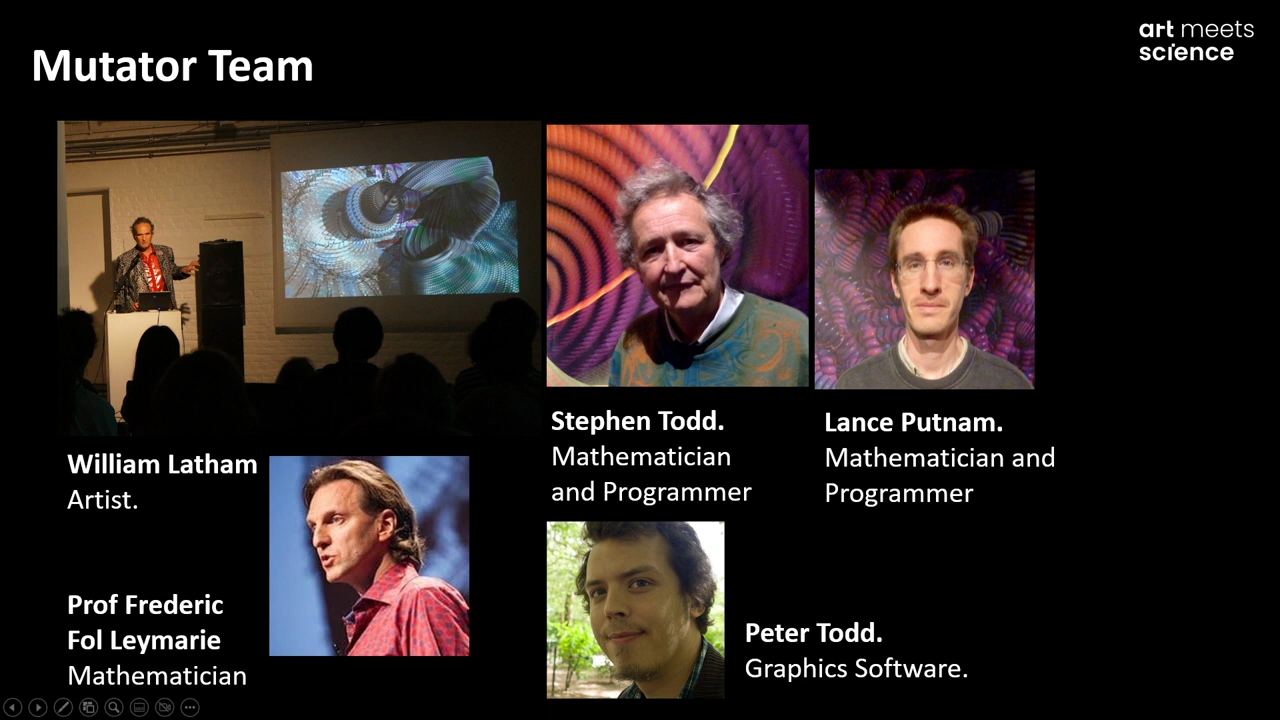 Mutator Team
art meets
science
Stephen Todd.
Mathematician
and Programmer
Lance Putnam.
Mathematician and
Programmer
William Latham
Artist.
Prof Frederic
Fol Leymarie
Mathematician
Peter Todd.
Graphics Software.